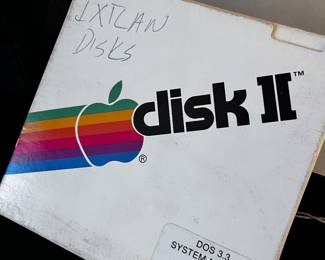 IXTLAN
Disks
disk II™
®
DOS 3.3
SYSTEM